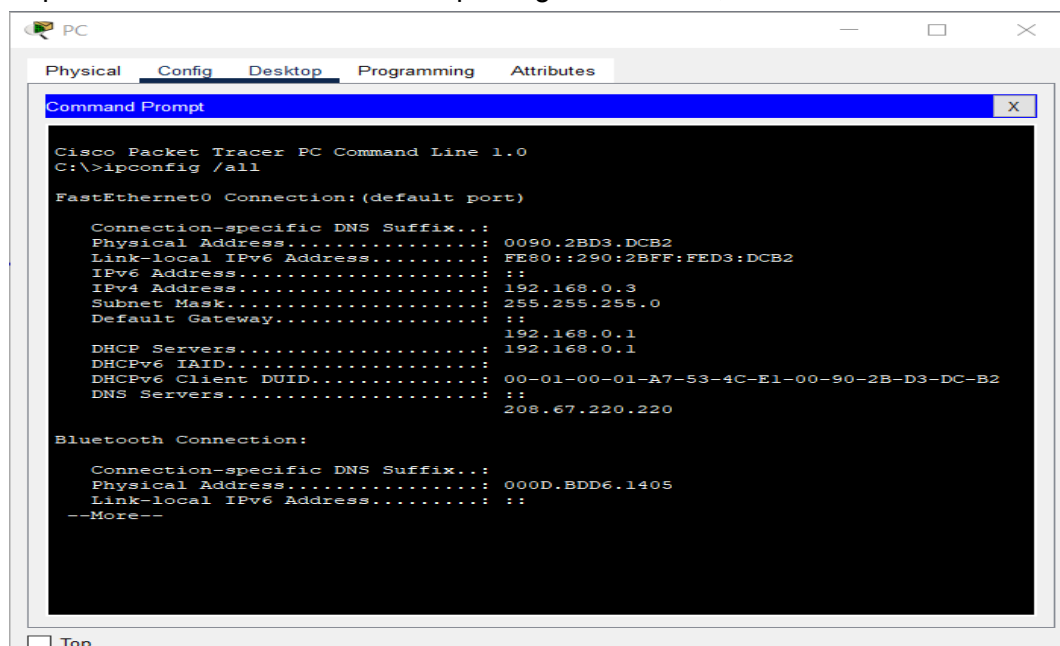 PC
Physical Config Desktop Programming Attributes
Command Prompt X
Cisco Packet Tracer PC Command Line 1.0
C:\>ipconfig /all
FastEthernet0 Connection:(default port)
Connection-specific DNS Suffix..:
Physical Address................: 0090.2BD3.DCB2
Link-local IPv6 Address.........: FE80::290:2BFF:FED3:DCB2
IPv6 Address....................: ::
IPv4 Address....................: 192.168.0.3
Subnet Mask.....................: 255.255.255.0
Default Gateway.................: ::
192.168.0.1
DHCP Servers....................: 192.168.0.1
DHCPv6 IAID.....................:
DHCPv6 Client DUID..............: 00-01-00-01-A7-53-4C-E1-00-90-2B-D3-DC-B2
DNS Servers.....................: ::
208.67.220.220
Bluetooth Connection:
Connection-specific DNS Suffix..:
Physical Address................: 000D.BDD6.1405
Link-local IPv6 Address.........: ::
--More--
Top